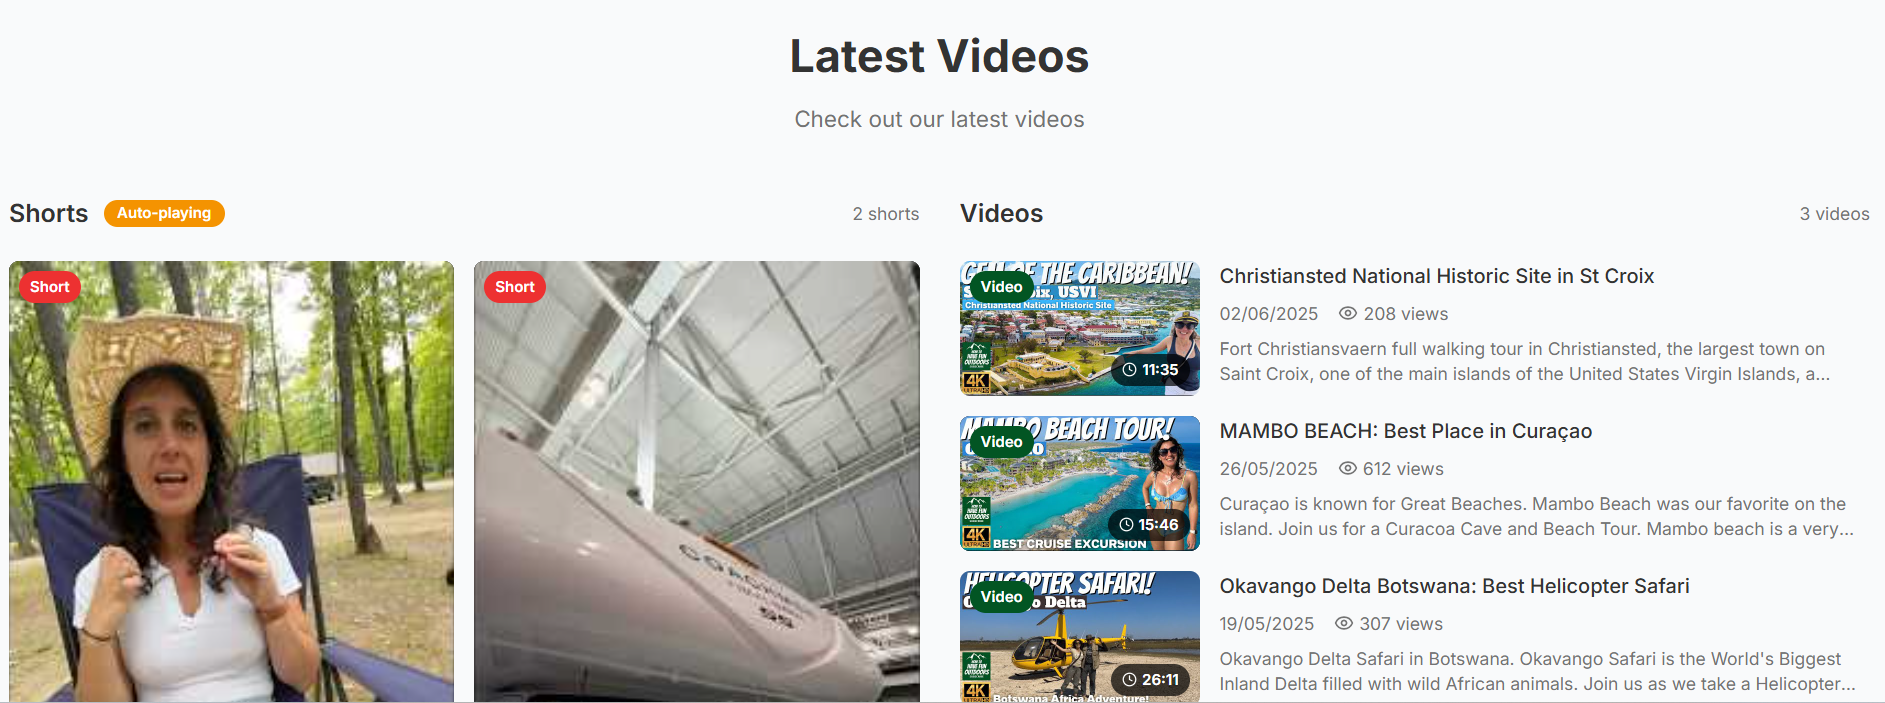 Latest Videos
Check out our latest videos
Shorts
Auto-playing
2 shorts
Short
Short
Videos
3 videos
Video
OF THE CARIBBEAN!
ix, USVI
Christiansted National Historic Site
4K
11:35
Christiansted National Historic Site in St Croix
02/06/2025
208 views
Fort Christiansvaern full walking tour in Christiansted, the largest town on
Saint Croix, one of the main islands of the United States Virgin Islands, a...
MAMBO BEACH TOUR!
Video
HAVE FUN
OUTDOORS
4K
BEST CRUISE EXCURSION
15:46
MAMBO BEACH: Best Place in Curaçao
26/05/2025
612 views
Curaçao is known for Great Beaches. Mambo Beach was our favorite on the
island. Join us for a Curacoa Cave and Beach Tour. Mambo beach is a very...
HELICOPTER SAFARI!
Video
Delta
4K
Botswana Africa Adventure!
26:11
Okavango Delta Botswana: Best Helicopter Safari
19/05/2025
307 views
Okavango Delta Safari in Botswana. Okavango Safari is the World's Biggest
Inland Delta filled with wild African animals. Join us as we take a Helicopter...